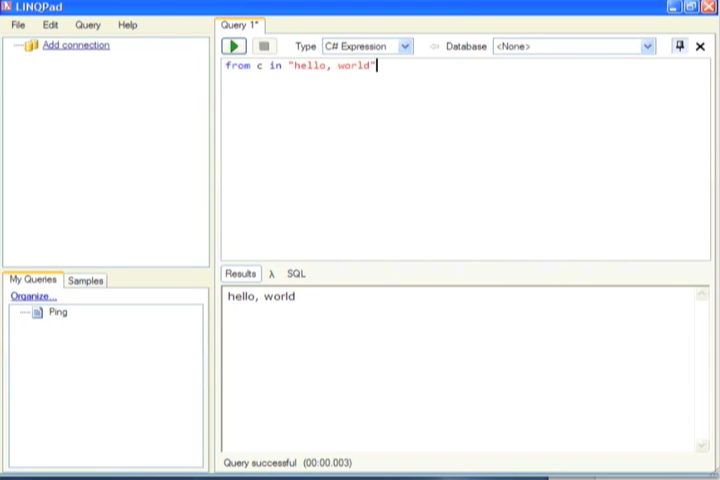 LINQPad
File Edit Query Help
Add connection
My Queries Samples
Organize...
Ping
Query 1*
Type C# Expression Database <None>
from c in "hello, world"
Results λ SQL
hello, world
Query successful (00:00.003)